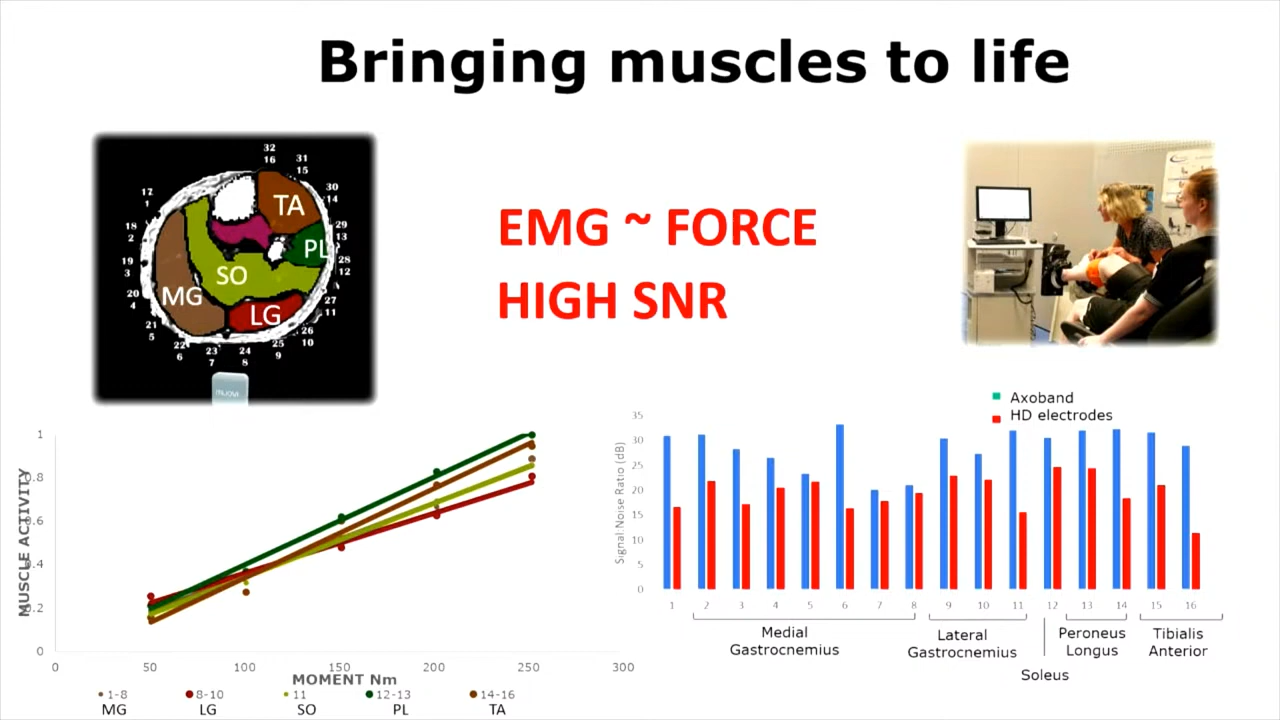 Bringing muscles to life
32
16
31
15
30
14
29
13
28
12
27
11
26
10
25
9
24
8
23
7
22
6
21
5
20
4
19
3
18
2
17
1
TA
PL
SO
MG
LG
EMG ~ FORCE
HIGH SNR
MUSCLE ACTIVITY
1
0.8
0.6
0.4
0.2
0
0 50 100 150 200 250 300
MOMENT Nm
1-8 8-10 11 12-13 14-16
MG LG SO PL TA
Axoband
HD electrodes
Signal:Noise Ratio (dB)
35
30
25
20
15
10
5
0
1 2 3 4 5 6 7 8 9 10 11 12 13 14 15 16
Medial
Gastrocnemius
Lateral
Gastrocnemius
Soleus
Peroneus
Longus
Tibialis
Anterior